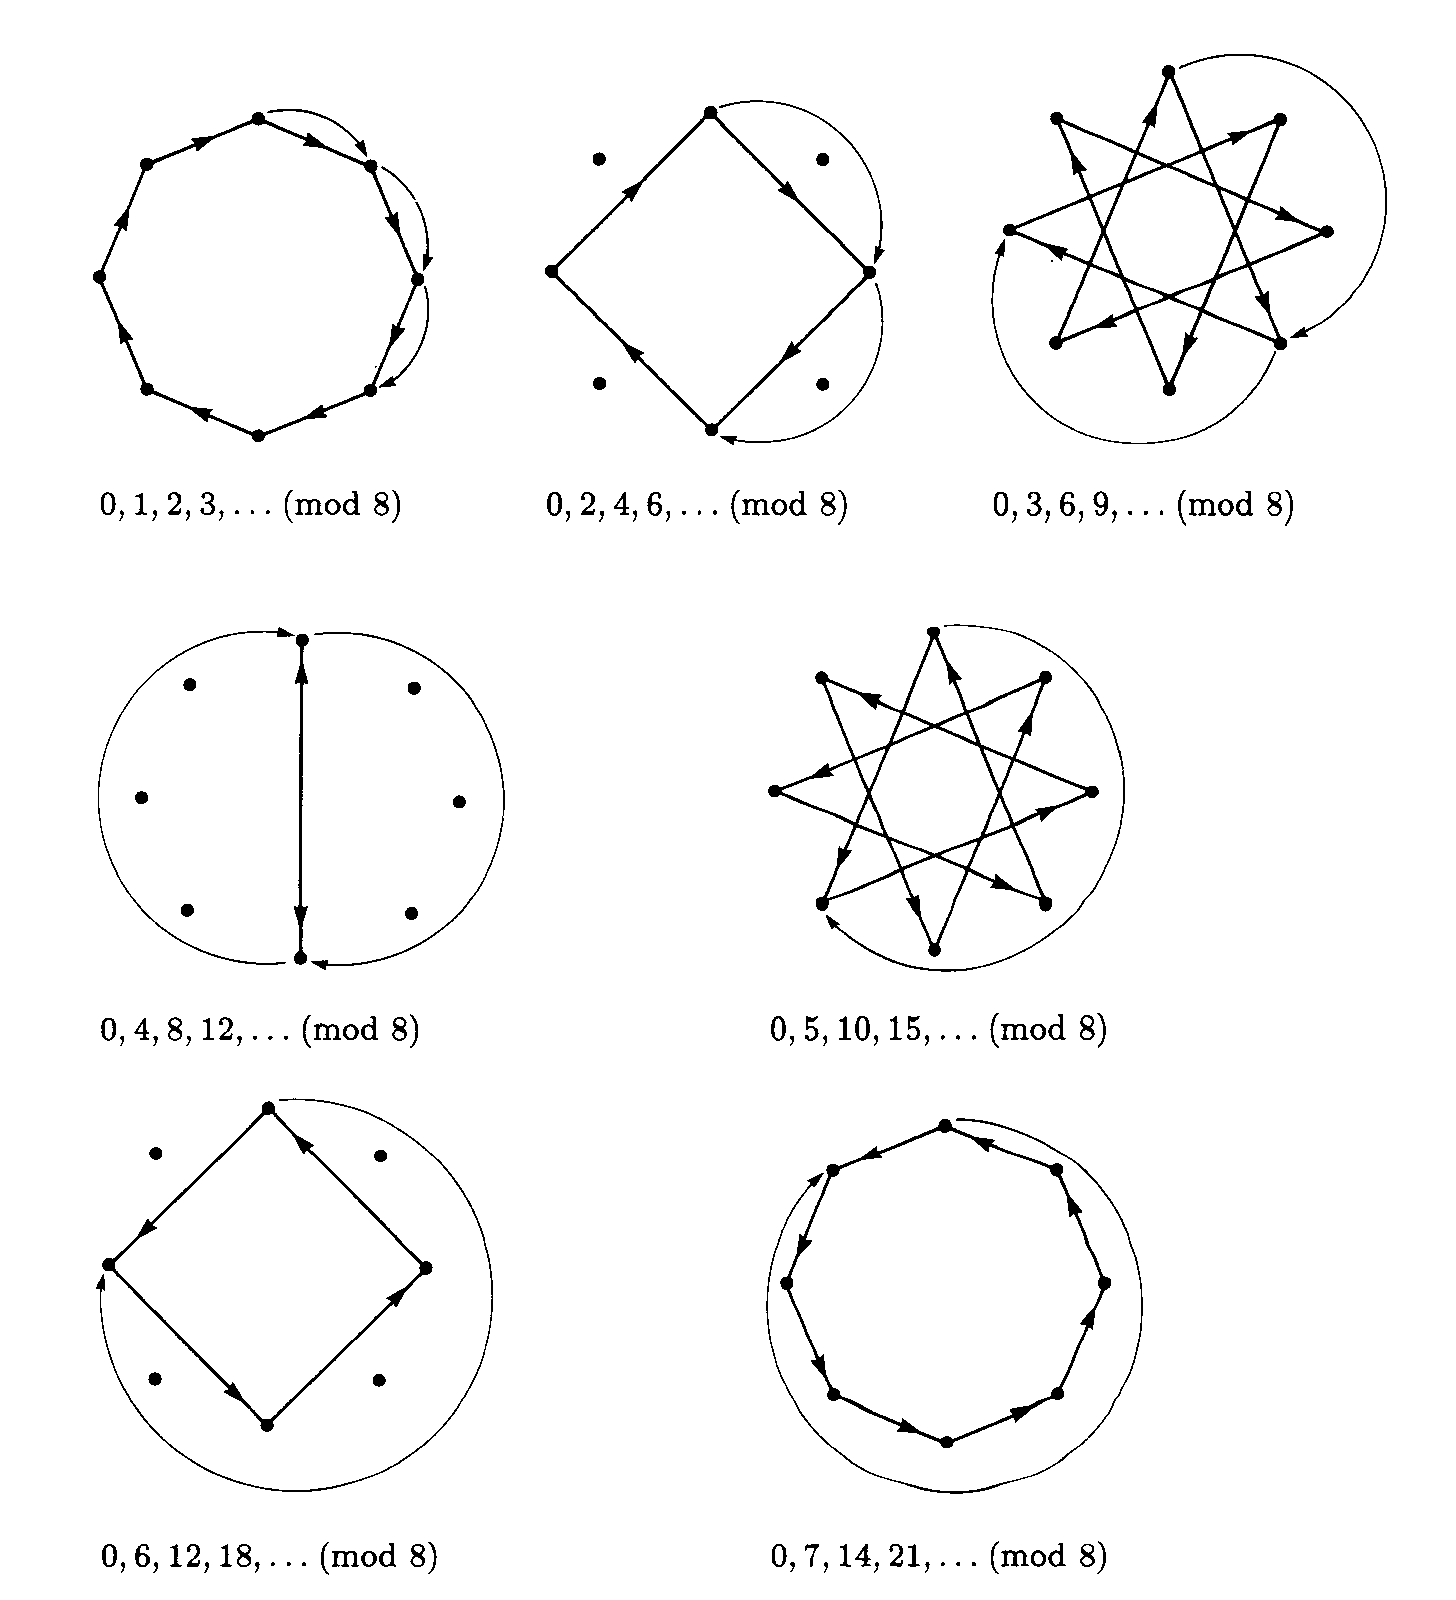 0, 1, 2, 3, . . . (mod 8)
0, 2, 4, 6, . . . (mod 8)
0, 3, 6, 9, . . . (mod 8)
0, 4, 8, 12, . . . (mod 8)
0, 5, 10, 15, . . . (mod 8)
0, 6, 12, 18, . . . (mod 8)
0, 7, 14, 21, . . . (mod 8)